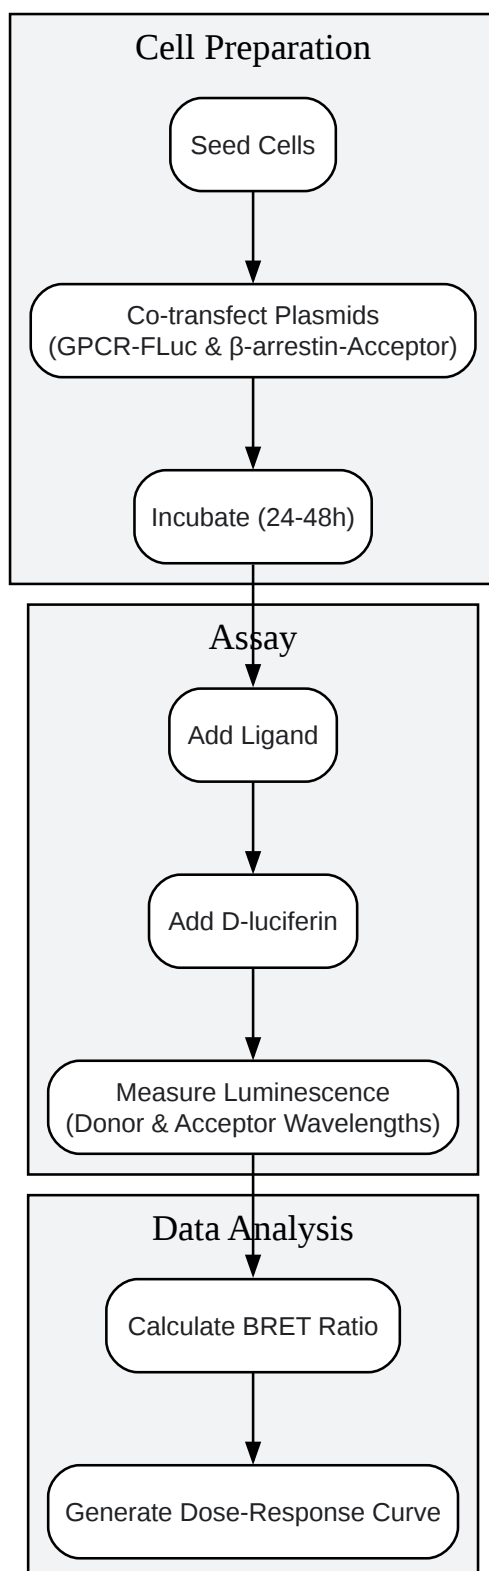 Cell Preparation
Seed Cells
Co-transfect Plasmids
(GPCR-FLuc & β-arrestin-Acceptor)
Incubate (24-48h)
Assay
Add Ligand
Add D-luciferin
Measure Luminescence
(Donor & Acceptor Wavelengths)
Data Analysis
Calculate BRET Ratio
Generate Dose-Response Curve